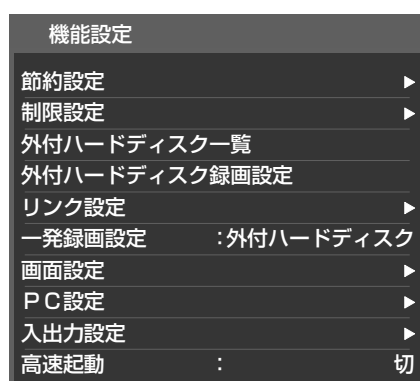 機能設定
節約設定 ▶
制限設定 ▶
外付ハードディスク一覧
外付ハードディスク録画設定
リンク設定 ▶
一発録画設定 :外付ハードディスク
画面設定 ▶
PC設定 ▶
入出力設定 ▶
高速起動 : 切